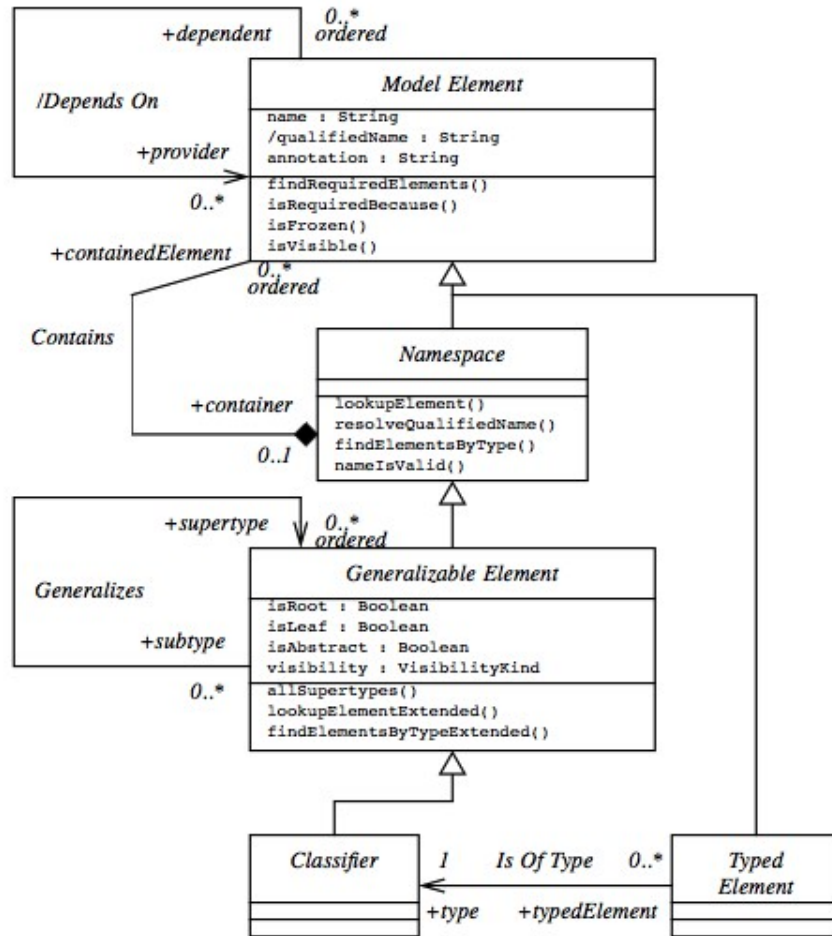 0..*
+dependent ordered
Model Element
/Depends On
name : String
/qualifiedName : String
annotation : String
+provider
0..*
findRequiredElements()
isRequiredBecause()
isFrozen()
isVisible()
+containedElement
0..*
ordered
Contains
Namespace
+container
0..1
lookupElement()
resolveQualifiedName()
findElementsByType()
nameIsValid()
+supertype 0..*
ordered
Generalizes
Generalizable Element
isRoot : Boolean
isLeaf : Boolean
isAbstract : Boolean
visibility : VisibilityKind
+subtype
0..*
allSupertypes()
lookupElementExtended()
findElementsByTypeExtended()
Classifier
1 Is Of Type 0..*
+type +typedElement
Typed
Element